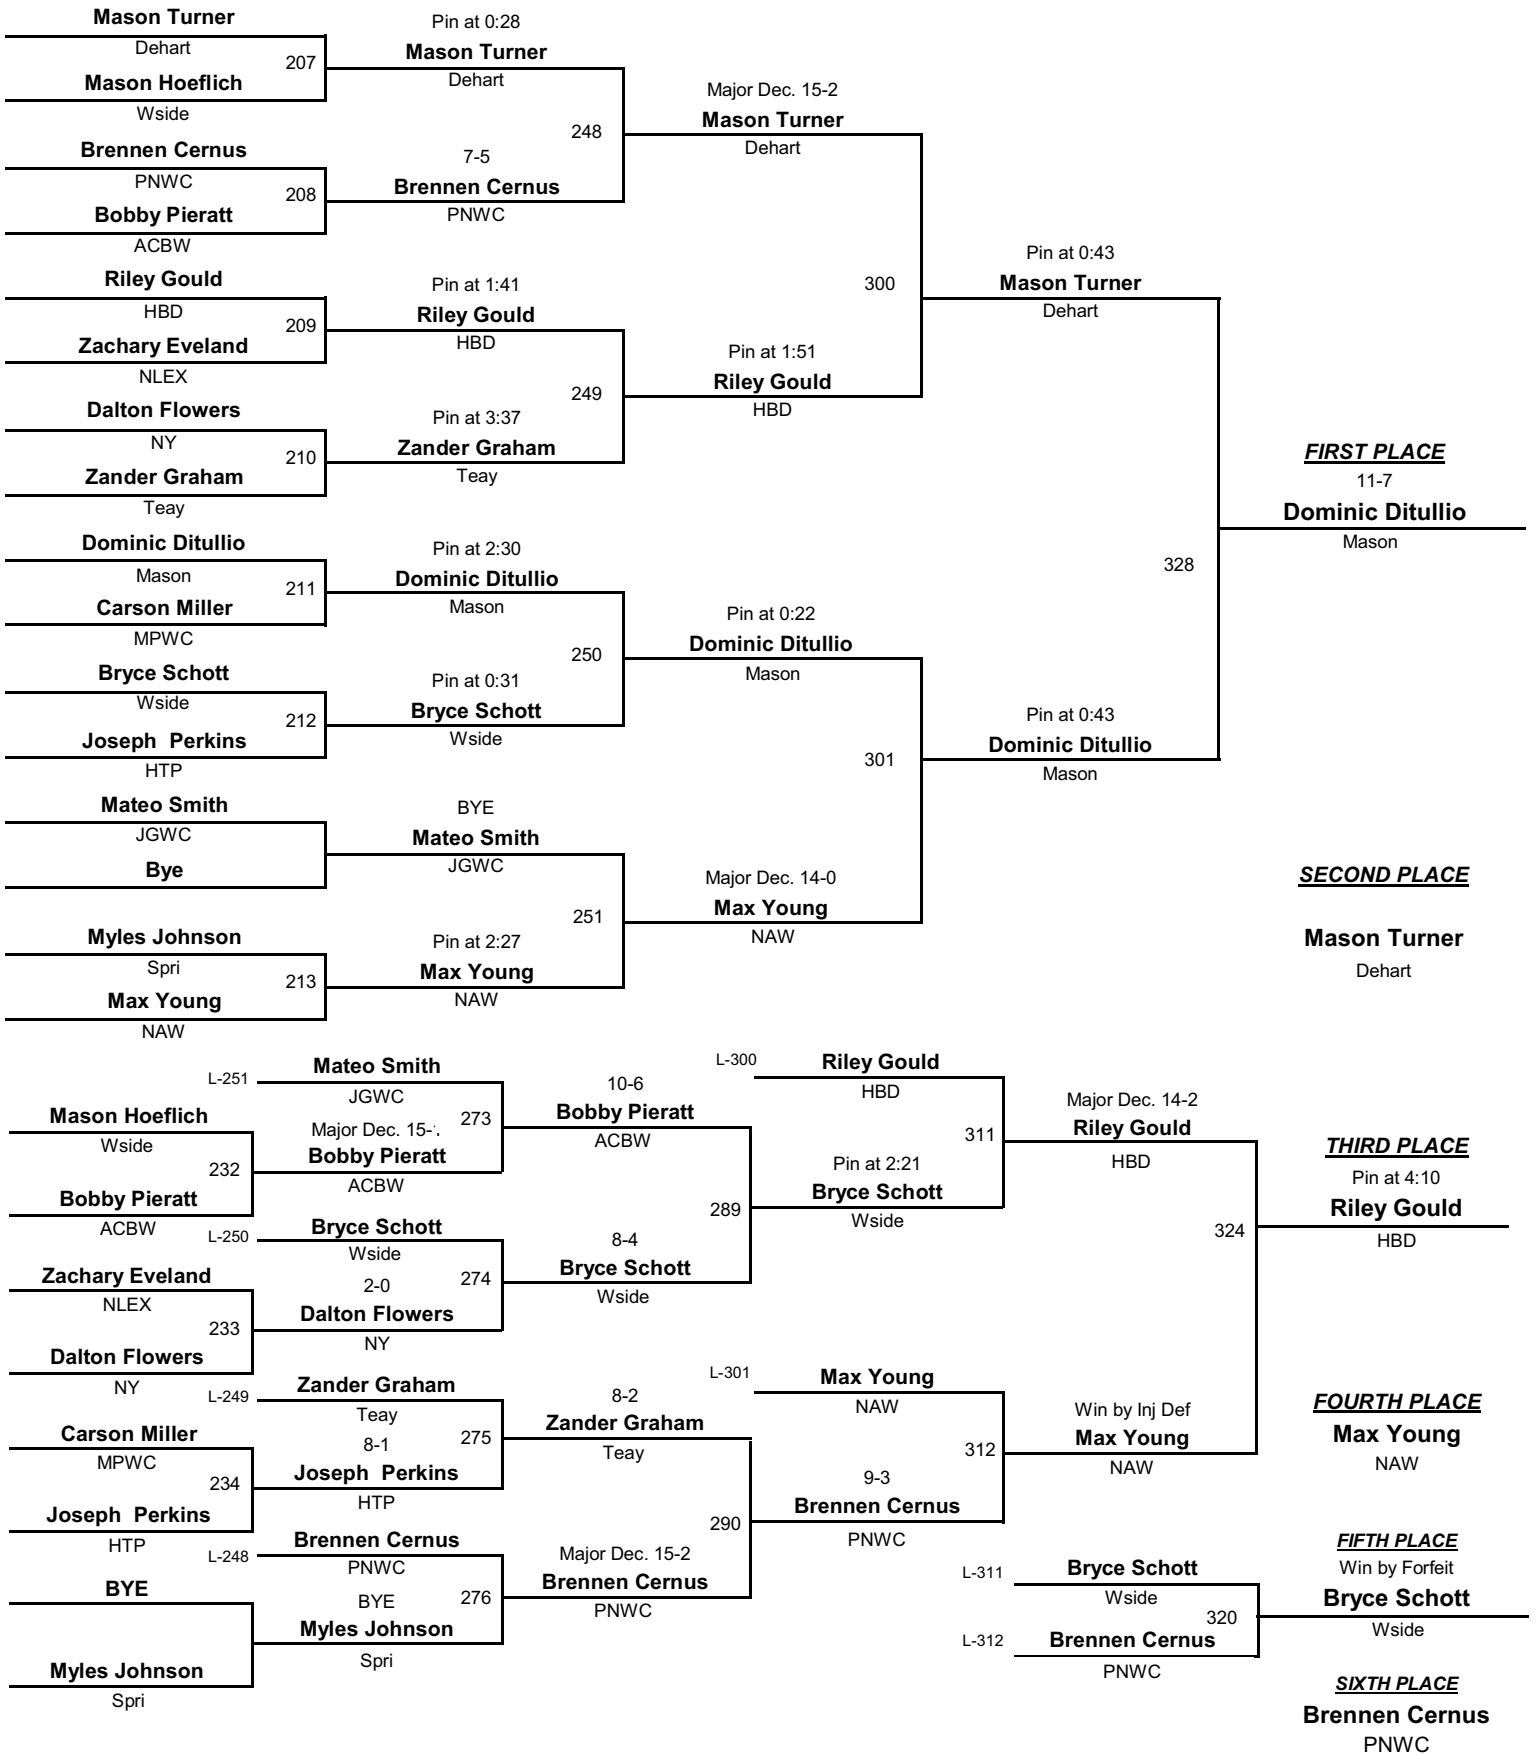 Mason Turner
Dehart
207
Mason Hoeflich
Wside
Brennen Cernus
PNWC
208
Bobby Pieratt
ACBW
Riley Gould
HBD
209
Zachary Eveland
NLEX
Dalton Flowers
NY
210
Zander Graham
Teay
Dominic Ditullio
Mason
211
Carson Miller
MPWC
Bryce Schott
Wside
212
Joseph  Perkins
HTP
Mateo Smith
JGWC
Bye
Myles Johnson
Spri
213
Max Young
NAW
Pin at 0:28
Mason Turner
Dehart
248
7-5
Brennen Cernus
PNWC
Pin at 1:41
Riley Gould
HBD
249
Pin at 3:37
Zander Graham
Teay
Pin at 2:30
Dominic Ditullio
Mason
250
Pin at 0:31
Bryce Schott
Wside
BYE
Mateo Smith
JGWC
251
Pin at 2:27
Max Young
NAW
Major Dec. 15-2
Mason Turner
Dehart
300
Pin at 1:51
Riley Gould
HBD
Pin at 0:22
Dominic Ditullio
Mason
301
Major Dec. 14-0
Max Young
NAW
Pin at 0:43
Mason Turner
Dehart
328
Pin at 0:43
Dominic Ditullio
Mason
FIRST PLACE
11-7
Dominic Ditullio
Mason
SECOND PLACE
Mason Turner
Dehart
Mason Hoeflich
Wside
232
Bobby Pieratt
ACBW
Zachary Eveland
NLEX
233
Dalton Flowers
NY
Carson Miller
MPWC
234
Joseph  Perkins
HTP
BYE
Myles Johnson
Spri
L-251
Mateo Smith
JGWC
273
Major Dec. 15-
Bobby Pieratt
ACBW
L-250
Bryce Schott
Wside
274
2-0
Dalton Flowers
NY
L-249
Zander Graham
Teay
275
8-1
Joseph  Perkins
HTP
L-248
Brennen Cernus
PNWC
276
BYE
Myles Johnson
Spri
10-6
Bobby Pieratt
ACBW
289
8-4
Bryce Schott
Wside
8-2
Zander Graham
Teay
290
Major Dec. 15-2
Brennen Cernus
PNWC
L-300
Riley Gould
HBD
311
Pin at 2:21
Bryce Schott
Wside
L-301
Max Young
NAW
312
9-3
Brennen Cernus
PNWC
Major Dec. 14-2
Riley Gould
HBD
324
Win by Inj Def
Max Young
NAW
L-311
Bryce Schott
Wside
320
L-312
Brennen Cernus
PNWC
THIRD PLACE
Pin at 4:10
Riley Gould
HBD
FOURTH PLACE
Max Young
NAW
FIFTH PLACE
Win by Forfeit
Bryce Schott
Wside
SIXTH PLACE
Brennen Cernus
PNWC